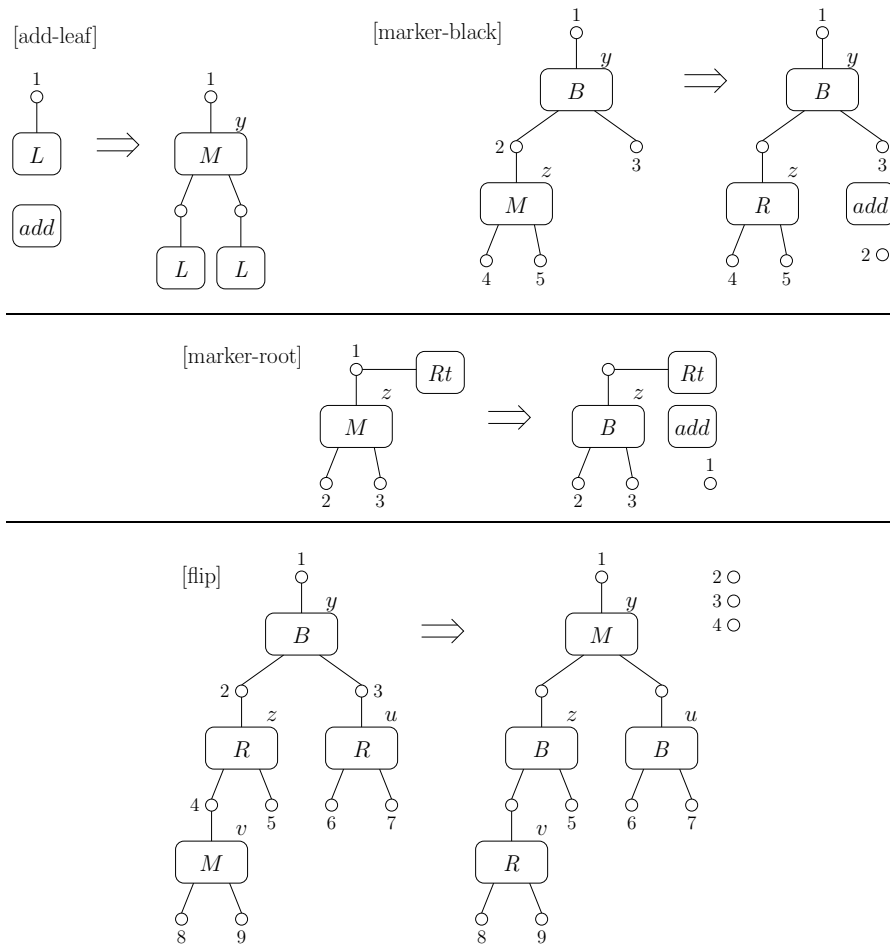 [add-leaf]
1
L
add
1
y
M
L L
[marker-black]
1
y
B
2
3
z
M
4 5
1
y
B
3
z
R
add
4 5
2
[marker-root]
1
Rt
z
M
2 3
Rt
z
B
add
1
2 3
[flip]
1
y
B
2 3
z u
R R
4 5 6 7
v
M
8 9
1
y
M
2
3
4
z u
B B
5 6 7
v
R
8 9